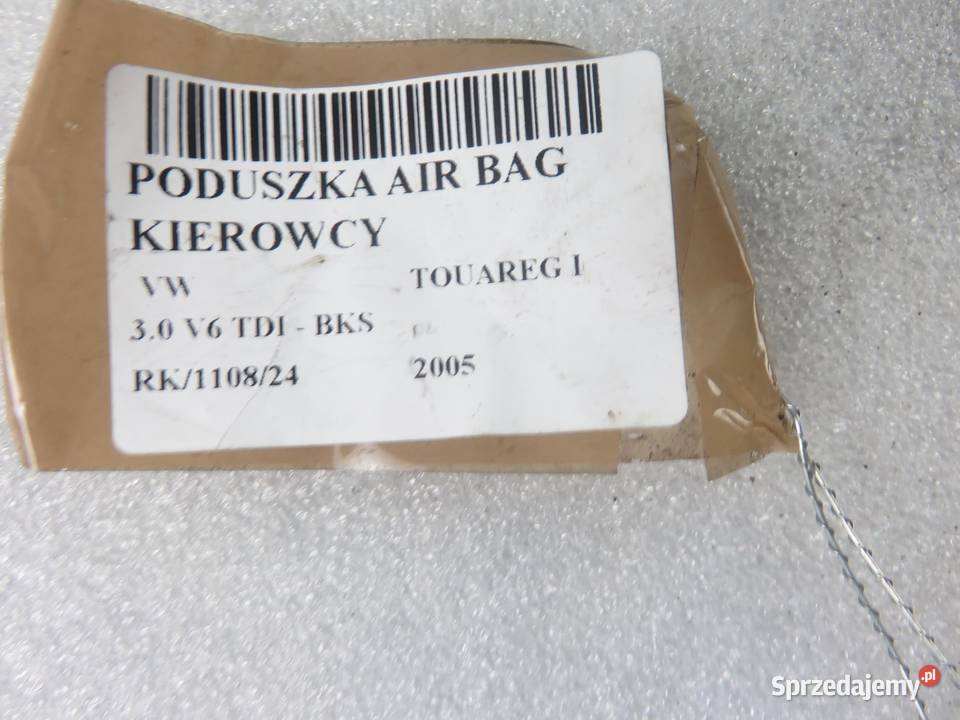 PODUSZKA AIR BAG
KIEROWCY
VW TOUAREG I
3.0 V6 TDI - BKS
RK/1108/24 2005
Sprzedajemy.pl